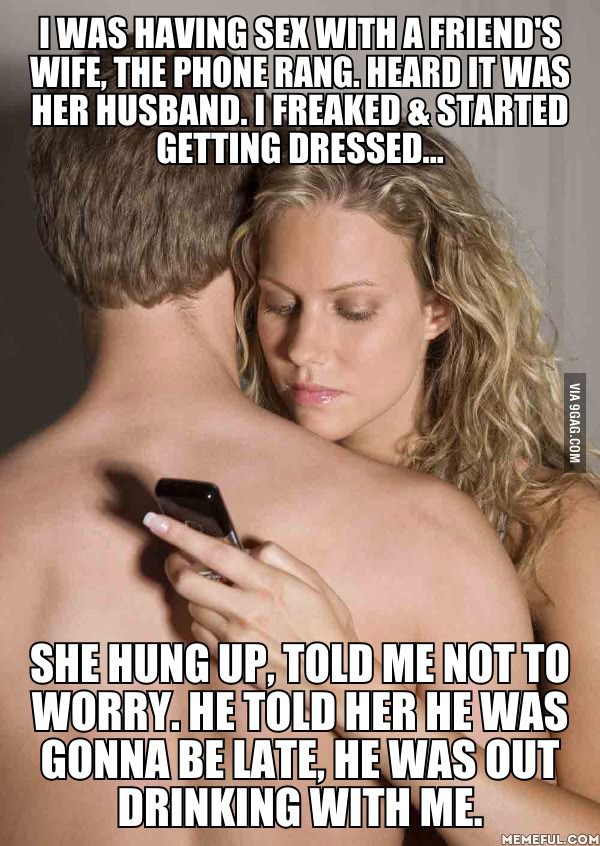 I WAS HAVING SEX WITH A FRIEND'S
WIFE, THE PHONE RANG. HEARD IT WAS
HER HUSBAND. I FREAKED & STARTED
GETTING DRESSED...
VIA 9GAG.COM
SHE HUNG UP, TOLD ME NOT TO
WORRY. HE TOLD HER HE WAS
GONNA BE LATE, HE WAS OUT
DRINKING WITH ME.
MEMEFUL.COM